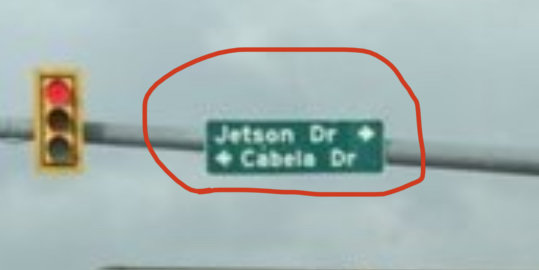 Jetson Dr →
← Cabela Dr